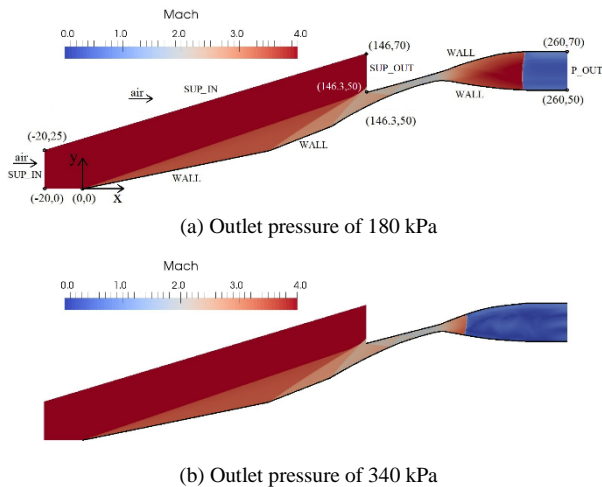 Mach
0.0 1.0 2.0 3.0 4.0
(146,70)
WALL
(260,70)
SUP_OUT
P_OUT
SUP_IN
air
(146.3,50)
WALL
(260,50)
(-20,25)
(146.3,50)
air
y
WALL
SUP_IN
WALL
x
(-20,0) (0,0)
(a) Outlet pressure of 180 kPa
Mach
0.0 1.0 2.0 3.0 4.0
(b) Outlet pressure of 340 kPa